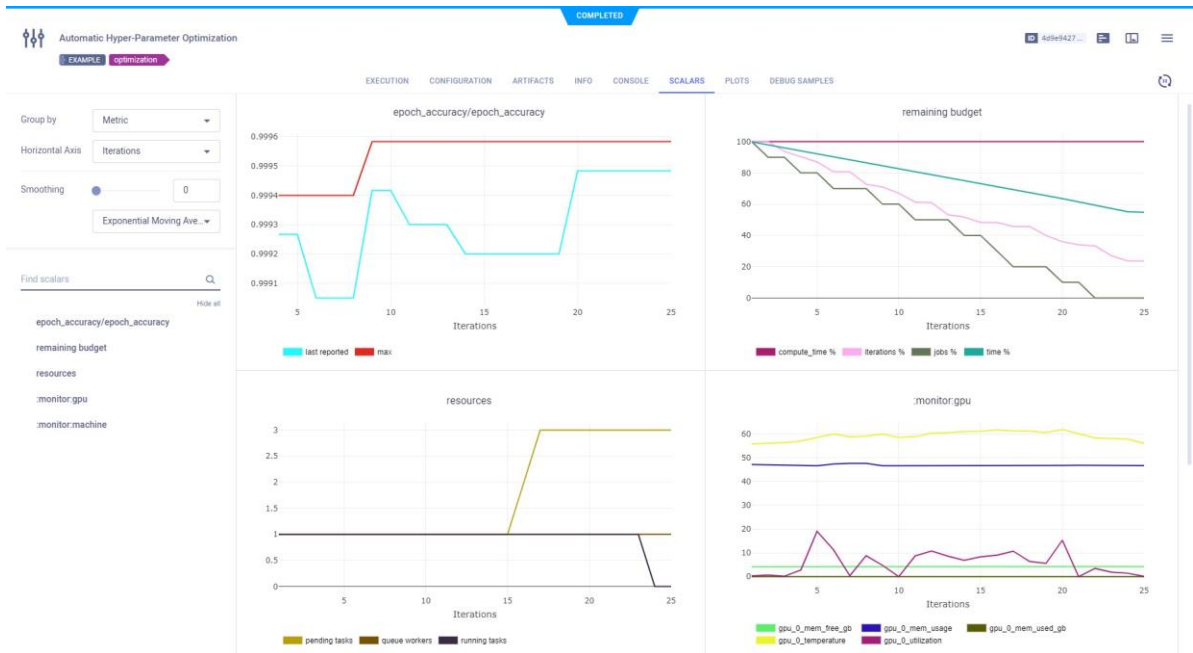 COMPLETED
Automatic Hyper-Parameter Optimization
EXAMPLE optimization
ID 4d9e9427...
EXECUTION CONFIGURATION ARTIFACTS INFO CONSOLE SCALARS PLOTS DEBUG SAMPLES
Group by Metric
Horizontal Axis Iterations
Smoothing 0
Exponential Moving Ave...
Find scalars
Hide all
epoch_accuracy/epoch_accuracy
remaining budget
resources
:monitor:gpu
:monitor:machine
epoch_accuracy/epoch_accuracy
0.9996
0.9995
0.9994
0.9993
0.9992
0.9991
5 10 15 20 25
Iterations
last reported max
remaining budget
100
80
60
40
20
0
5 10 15 20 25
Iterations
compute_time % iterations % jobs % time %
resources
3
2.5
2
1.5
1
0.5
0
5 10 15 20 25
Iterations
pending tasks queue workers running tasks
:monitor:gpu
60
50
40
30
20
10
0
5 10 15 20 25
Iterations
gpu_0_mem_free_gb gpu_0_mem_usage gpu_0_mem_used_gb
gpu_0_temperature gpu_0_utilization